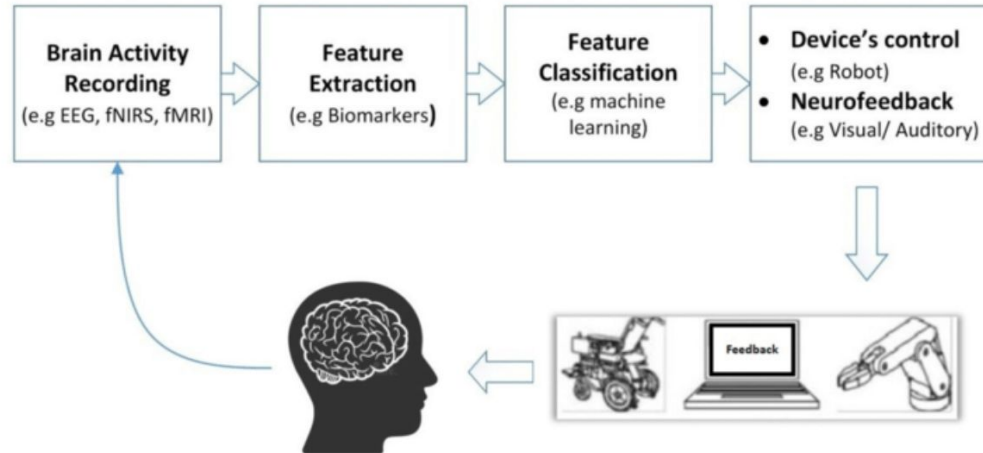 Brain Activity
Recording
(e.g EEG, fNIRS, fMRI)
Feature
Extraction
(e.g Biomarkers)
Feature
Classification
(e.g machine
learning)
• Device's control
(e.g Robot)
• Neurofeedback
(e.g Visual/ Auditory)
Feedback